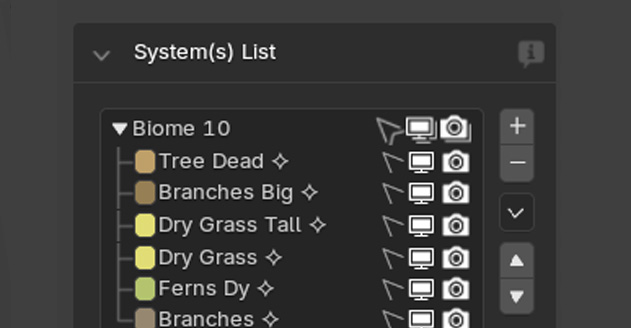 System(s) List
Biome 10
Tree Dead
Branches Big
Dry Grass Tall
Dry Grass
Ferns Dy
Branches